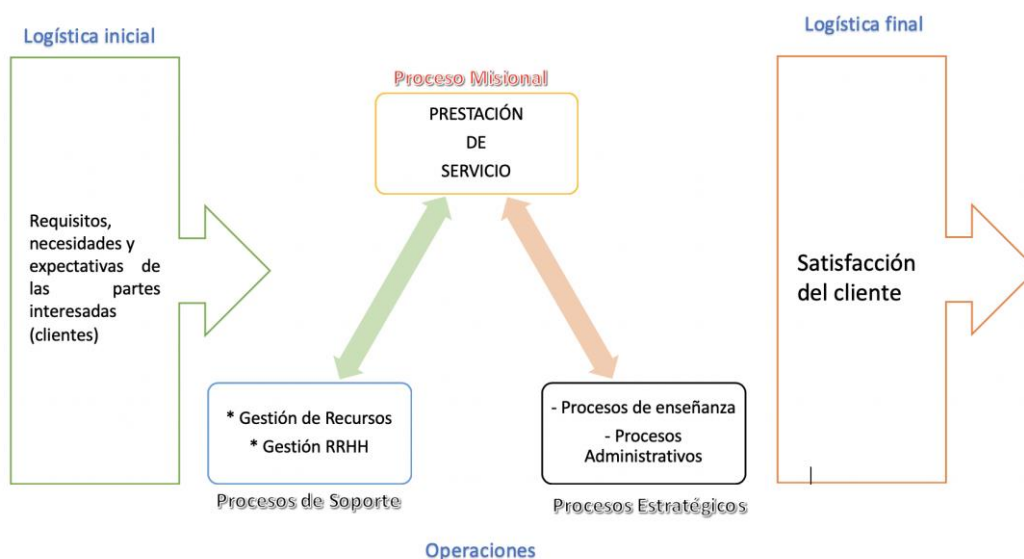 Logística inicial
Logística final
Requisitos,
necesidades y
expectativas de
las partes
interesadas
(clientes)
Proceso Misional
PRESTACIÓN
DE
SERVICIO
Satisfacción
del cliente
* Gestión de Recursos
* Gestión RRHH
Procesos de Soporte
- Procesos de enseñanza
- Procesos
Administrativos
Procesos Estratégicos
Operaciones